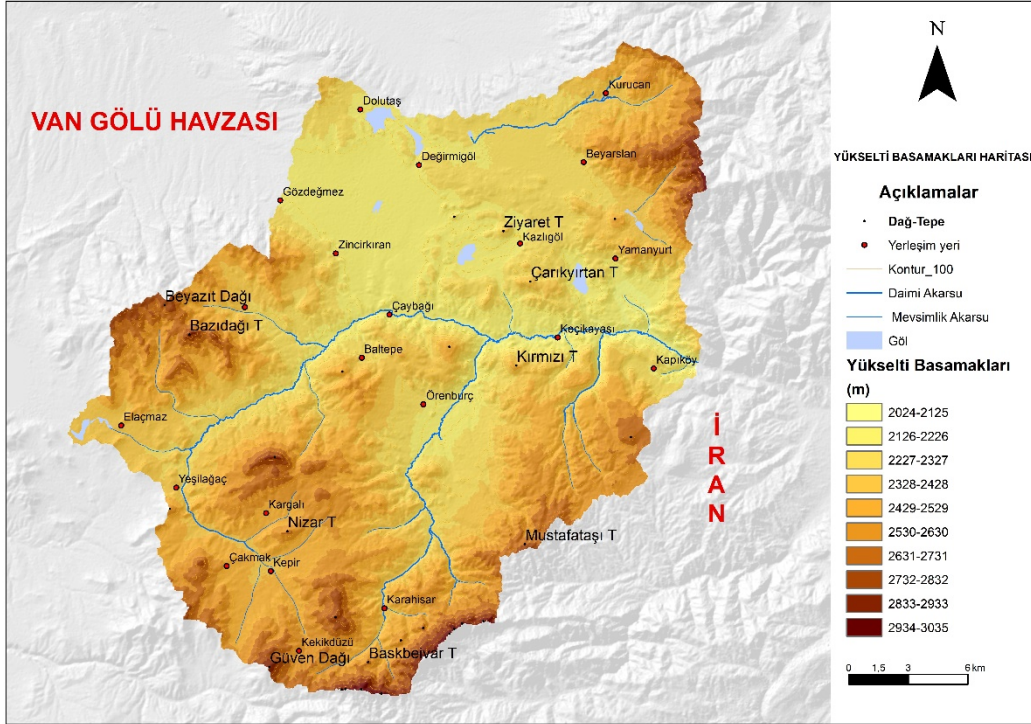 VAN GÖLÜ HAVZASI
Kurucan
Dolutaş
Değirmigöl
Beyarslan
Gözdeğmez
Ziyaret T
Kazlıgöl
Zincirkıran
Yamanyurt
Çarıkyırtan T
Beyazıt Dağı
Bazıdağı T
Çaybağı
Keçikayası
Baltepe
Kırmızı T
Kapıköy
Örenburç
Elaçmaz
Yeşilağaç
Kargalı
Nizar T
Mustafataşı T
Çakmak
Kepir
Karahisar
Kekikdüzü
Güven Dağı
Baskbejvar T
İ
R
A
N
N
YÜKSELTİ BASAMAKLARI HARİTASI
Açıklamalar
Dağ-Tepe
Yerleşim yeri
Kontur_100
Daimi Akarsu
Mevsimlik Akarsu
Göl
Yükselti Basamakları
(m)
2024-2125
2126-2226
2227-2327
2328-2428
2429-2529
2530-2630
2631-2731
2732-2832
2833-2933
2934-3035
0 1,5 3 6 km